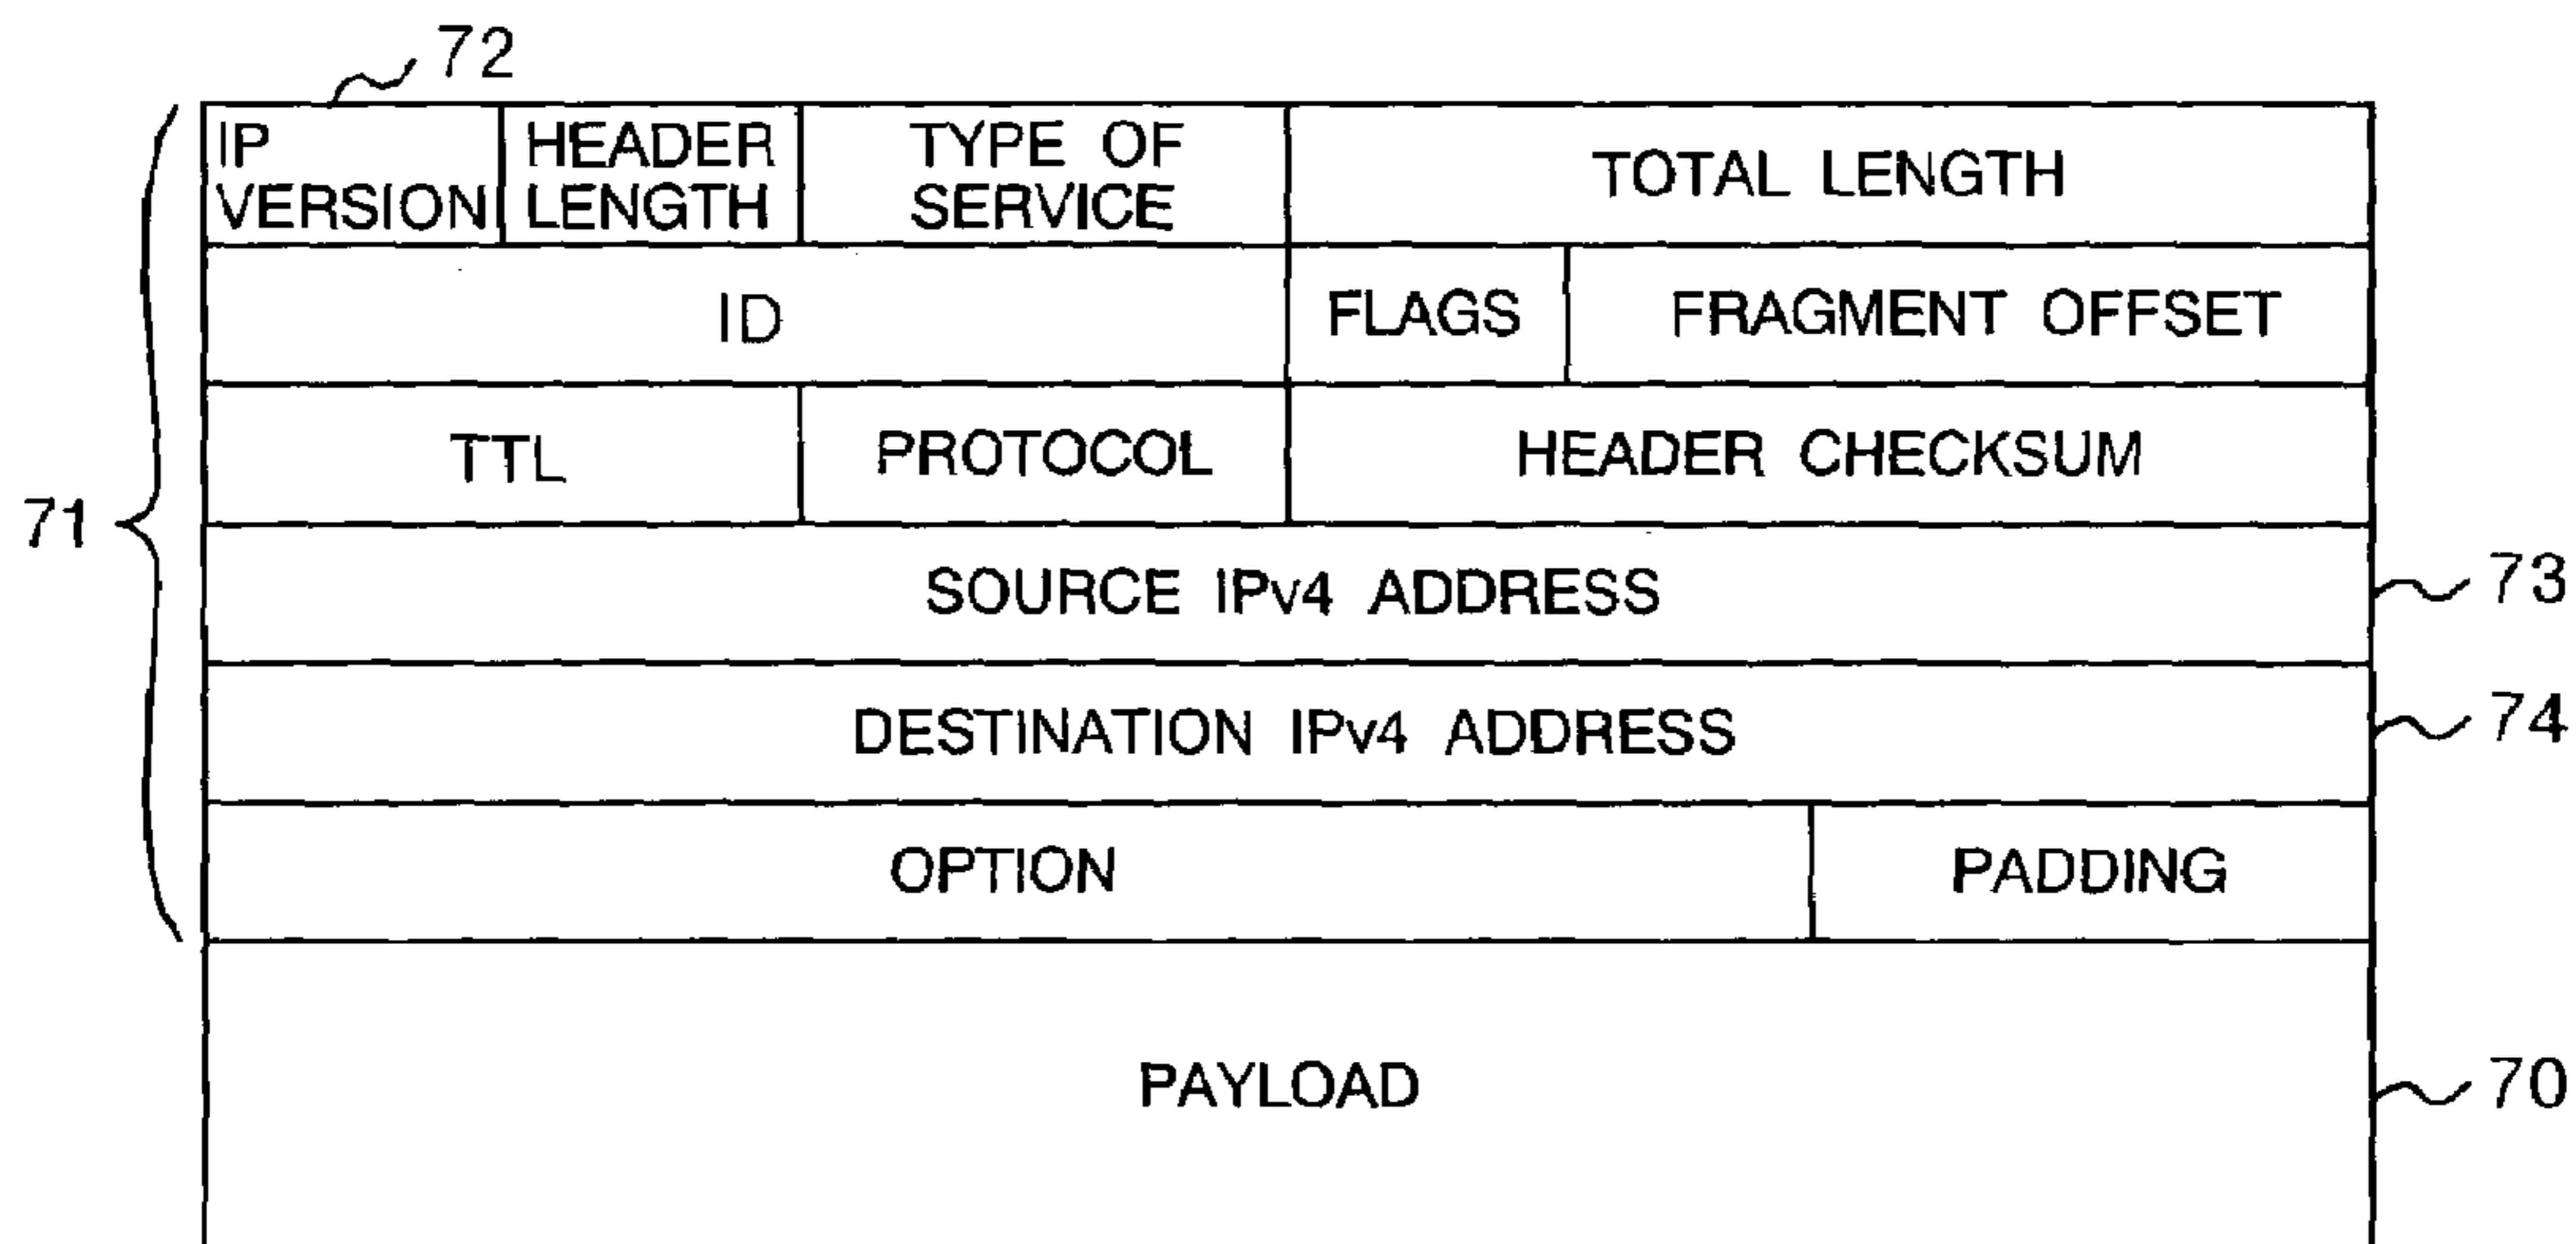 72
IP VERSION
HEADER LENGTH
TYPE OF SERVICE
TOTAL LENGTH
ID
FLAGS
FRAGMENT OFFSET
TTL
PROTOCOL
HEADER CHECKSUM
71
SOURCE IPv4 ADDRESS
73
DESTINATION IPv4 ADDRESS
74
OPTION
PADDING
PAYLOAD
70